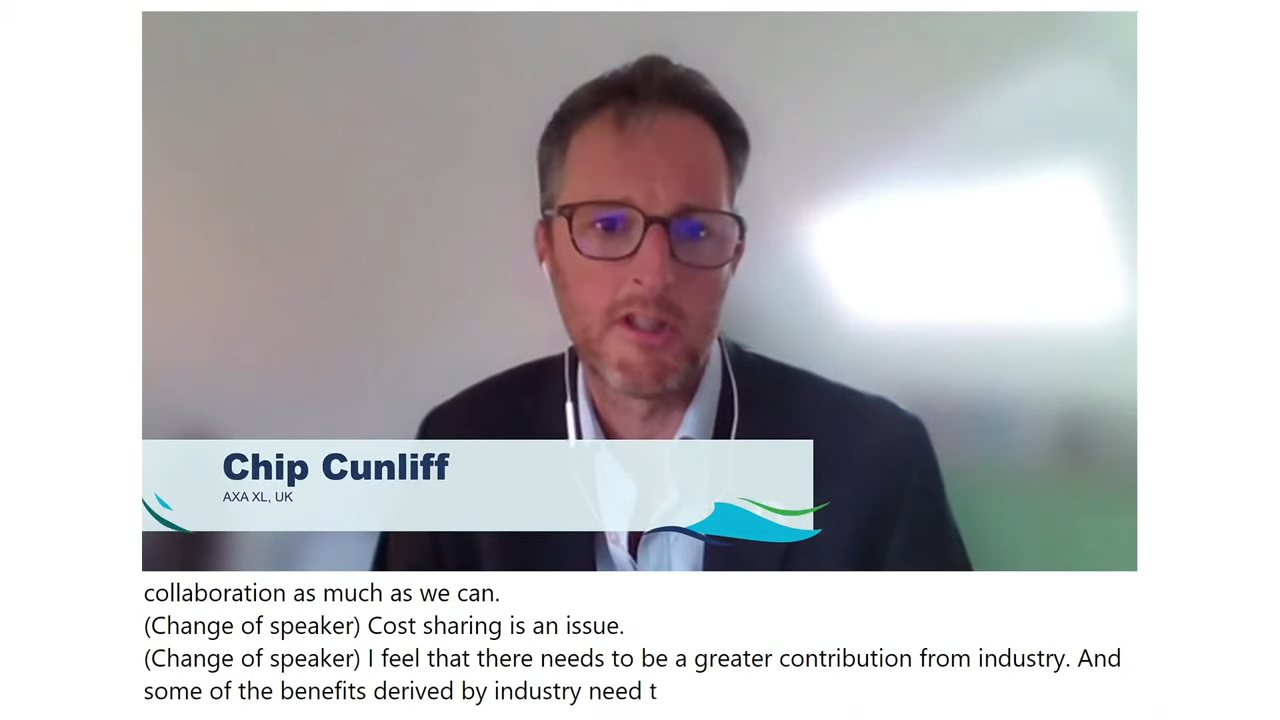 Chip Cunliff
AXA XL, UK
collaboration as much as we can.
(Change of speaker) Cost sharing is an issue.
(Change of speaker) I feel that there needs to be a greater contribution from industry. And
some of the benefits derived by industry need t